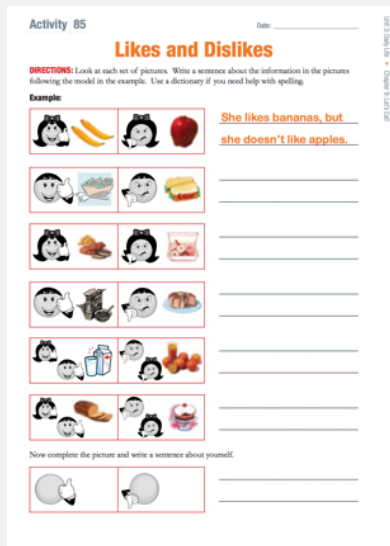 Activity 85
Date:
Likes and Dislikes
DIRECTIONS: Look at each set of pictures. Write a sentence about the information in the pictures
following the model in the example. Use a dictionary if you need help with spelling.
Example:
She likes bananas, but
she doesn't like apples.
Now complete the picture and write a sentence about yourself.
Unit 3: Daily Life • Chapter 9: Let's Eat!